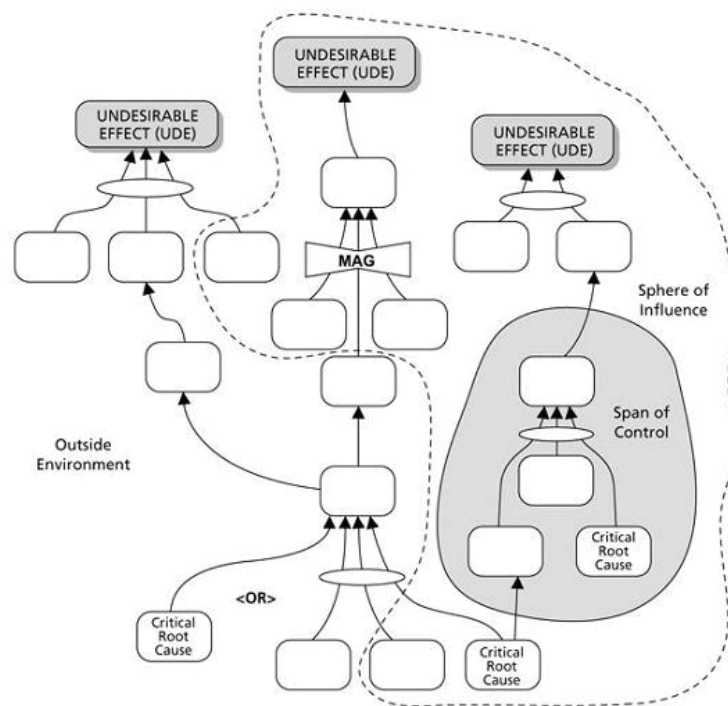 UNDESIRABLE
EFFECT (UDE)
UNDESIRABLE
EFFECT (UDE)
UNDESIRABLE
EFFECT (UDE)
MAG
Sphere of
Influence
Span of
Control
Outside
Environment
Critical
Root
Cause
<OR>
Critical
Root
Cause
Critical
Root
Cause